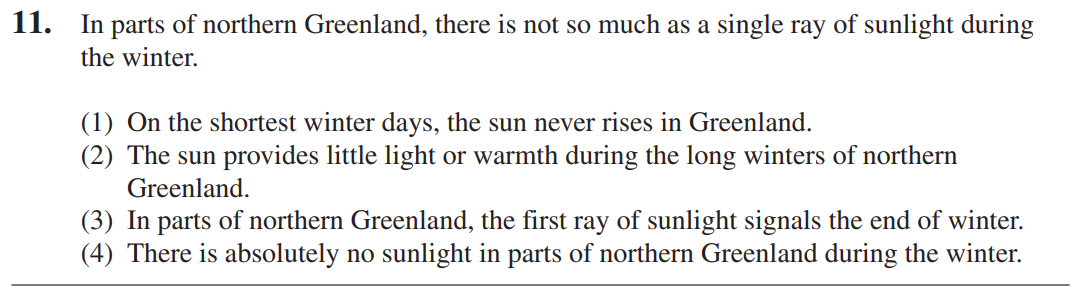 11. In parts of northern Greenland, there is not so much as a single ray of sunlight during
the winter.
(1) On the shortest winter days, the sun never rises in Greenland.
(2) The sun provides little light or warmth during the long winters of northern
Greenland.
(3) In parts of northern Greenland, the first ray of sunlight signals the end of winter.
(4) There is absolutely no sunlight in parts of northern Greenland during the winter.